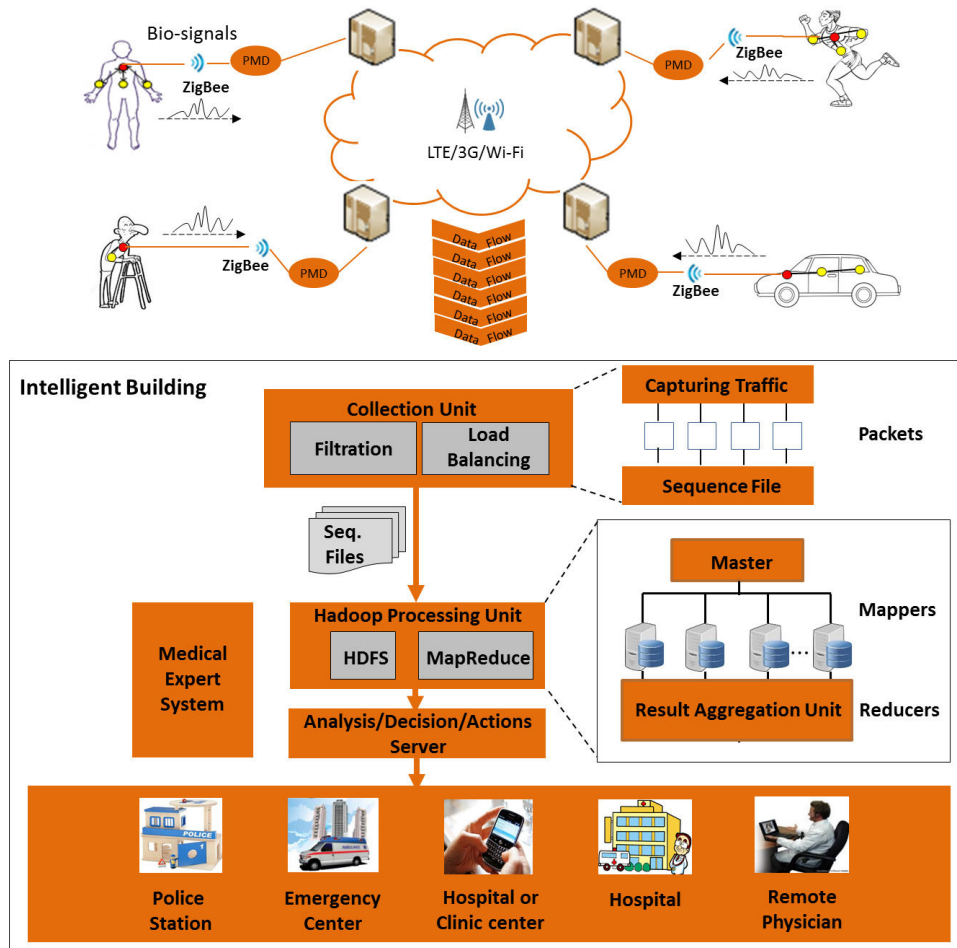 Bio-signals
PMD
ZigBee
PMD
ZigBee
LTE/3G/Wi-Fi
ZigBee
PMD
PMD
ZigBee
Data Flow
Data Flow
Data Flow
Data Flow
Data Flow
Data Flow
Intelligent Building
Collection Unit
Filtration
Load
Balancing
Capturing Traffic
Packets
Sequence File
Seq.
Files
Hadoop Processing Unit
HDFS
MapReduce
Master
Mappers
...
Result Aggregation Unit
Reducers
Medical
Expert
System
Analysis/Decision/Actions
Server
POLICE
Police
Station
AMBULANCE
Emergency
Center
Hospital or
Clinic center
Hospital
Remote
Physician